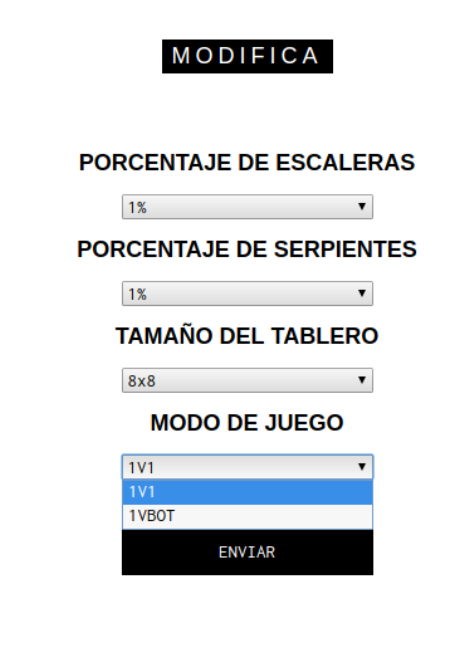 MODIFICA
PORCENTAJE DE ESCALERAS
1%
PORCENTAJE DE SERPIENTES
1%
TAMAÑO DEL TABLERO
8x8
MODO DE JUEGO
1V1
1V1
1VBOT
ENVIAR